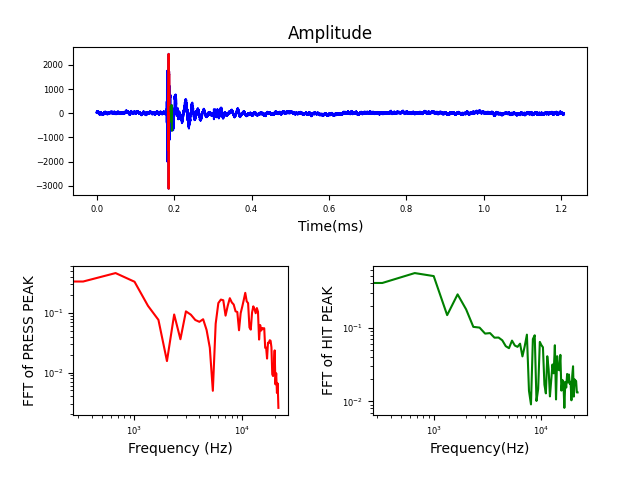 Amplitude
2000
1000
0
−1000
−2000
−3000
0.0 0.2 0.4 0.6 0.8 1.0 1.2
Time(ms)
FFT of PRESS PEAK
10⁻¹
10⁻²
10³ 10⁴
Frequency (Hz)
FFT of HIT PEAK
10⁻¹
10⁻²
10³ 10⁴
Frequency(Hz)